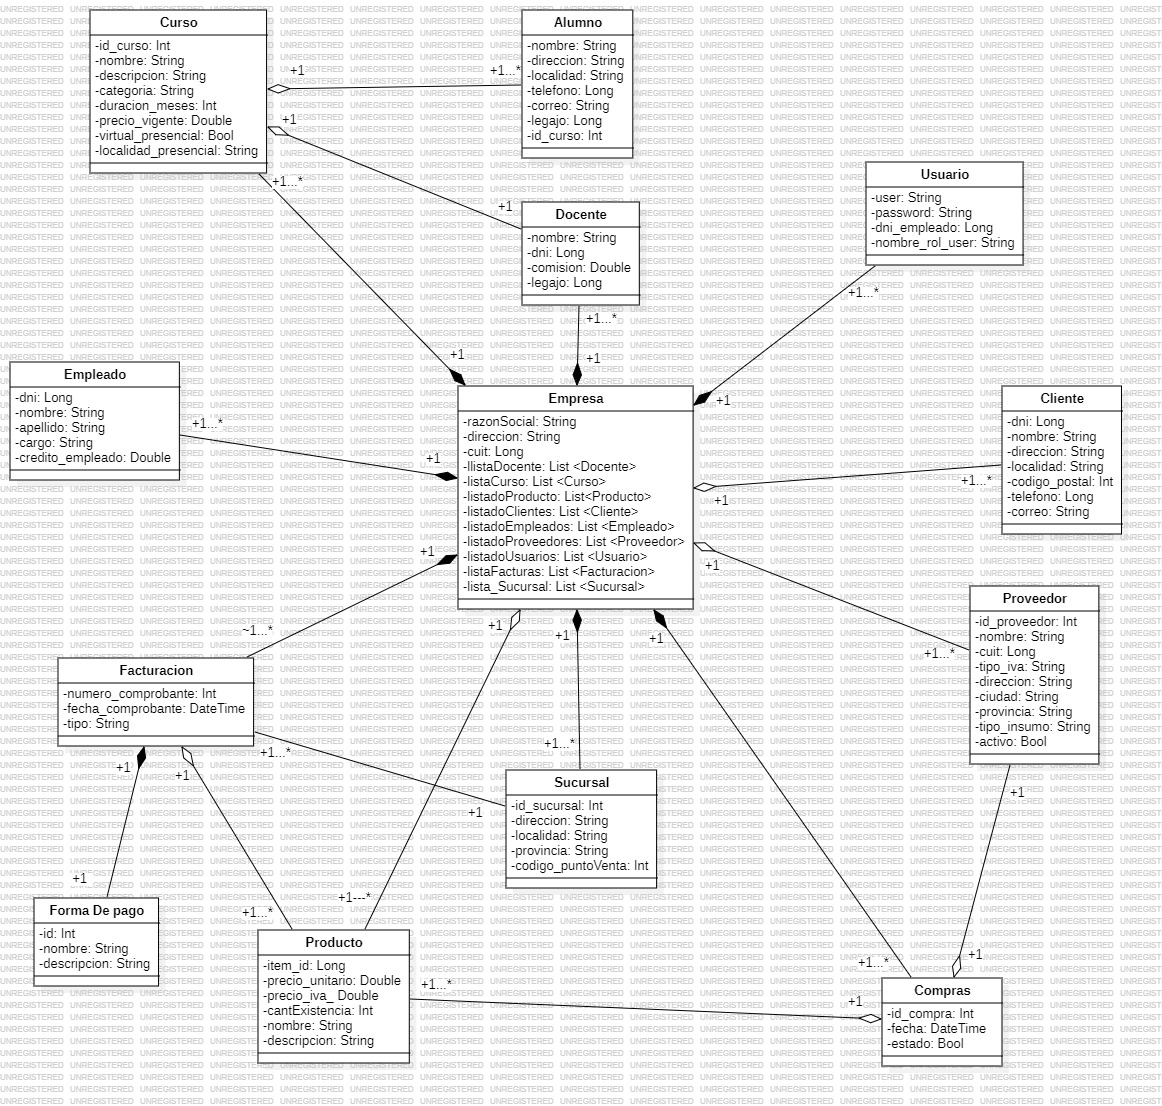 Curso
-id_curso: Int
-nombre: String
-descripcion: String
-categoria: String
-duracion_meses: Int
-precio_vigente: Double
-virtual_presencial: Bool
-localidad_presencial: String
+1
+1...*
+1
+1...*
Alumno
-nombre: String
-direccion: String
-localidad: String
-telefono: Long
-correo: String
-legajo: Long
-id_curso: Int
+1
Docente
-nombre: String
-dni: Long
-comision: Double
-legajo: Long
+1...*
+1
+1
Usuario
-user: String
-password: String
-dni_empleado: Long
-nombre_rol_user: String
+1...*
+1
Empleado
-dni: Long
-nombre: String
-apellido: String
-cargo: String
-credito_empleado: Double
+1...*
+1
Empresa
-razonSocial: String
-direccion: String
-cuit: Long
-llistaDocente: List <Docente>
-listaCurso: List <Curso>
-listadoProducto: List<Producto>
-listadoClientes: List <Cliente>
-listadoEmpleados: List <Empleado>
-listadoProveedores: List <Proveedor>
-listadoUsuarios: List <Usuario>
-listaFacturas: List <Facturacion>
-lista_Sucursal: List <Sucursal>
Cliente
-dni: Long
-nombre: String
-direccion: String
-localidad: String
-codigo_postal: Int
-telefono: Long
-correo: String
+1...*
+1
+1
+1
+1...*
Proveedor
-id_proveedor: Int
-nombre: String
-cuit: Long
-tipo_iva: String
-direccion: String
-ciudad: String
-provincia: String
-tipo_insumo: String
-activo: Bool
~1...*
+1
+1
+1
Facturacion
-numero_comprobante: Int
-fecha_comprobante: DateTime
-tipo: String
+1...*
+1...*
+1
+1
+1
+1
Sucursal
-id_sucursal: Int
-direccion: String
-localidad: String
-provincia: String
-codigo_puntoVenta: Int
+1
+1...*
+1---*
Forma De pago
-id: Int
-nombre: String
-descripcion: String
Producto
-item_id: Long
-precio_unitario: Double
-precio_iva_ Double
-cantExistencia: Int
-nombre: String
-descripcion: String
+1...*
+1
+1...*
+1
Compras
-id_compra: Int
-fecha: DateTime
-estado: Bool
UNREGISTERED